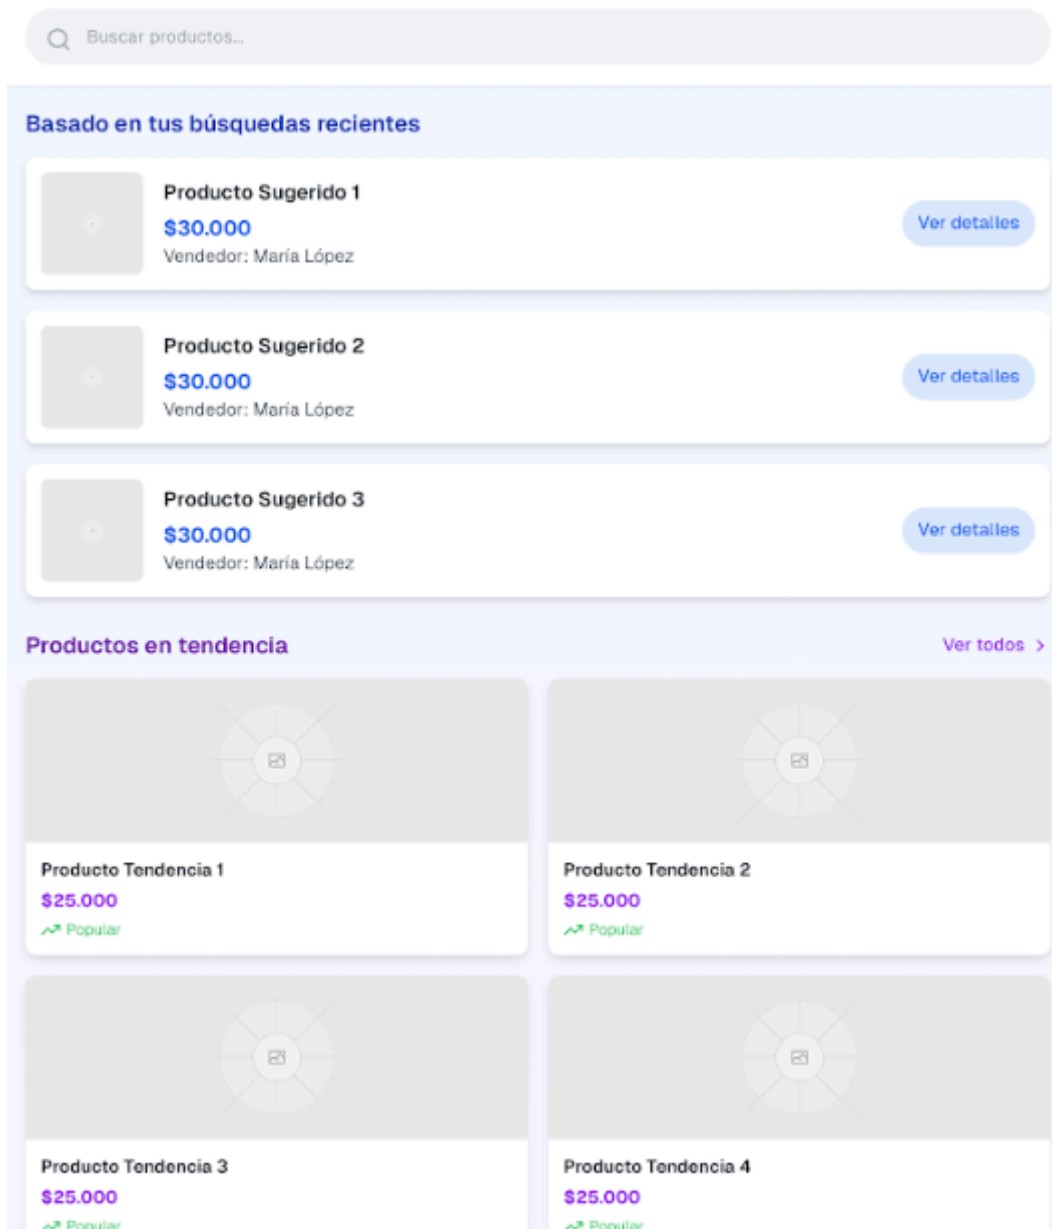 Buscar productos...
Basado en tus búsquedas recientes
Producto Sugerido 1
$30.000
Vendedor: María López
Ver detalles
Producto Sugerido 2
$30.000
Vendedor: María López
Ver detalles
Producto Sugerido 3
$30.000
Vendedor: María López
Ver detalles
Productos en tendencia
Ver todos
Producto Tendencia 1
$25.000
Popular
Producto Tendencia 2
$25.000
Popular
Producto Tendencia 3
$25.000
Popular
Producto Tendencia 4
$25.000
Popular